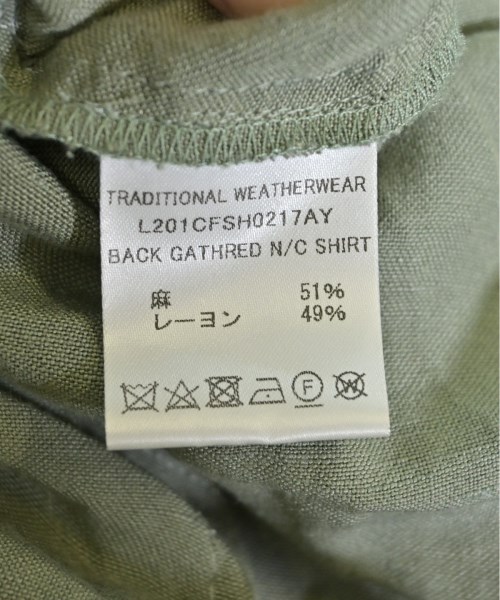 TRADITIONAL WEATHERWEAR
L201CFSH0217AY
BACK GATHRED N/C SHIRT
麻 51%
レーヨン 49%
F W